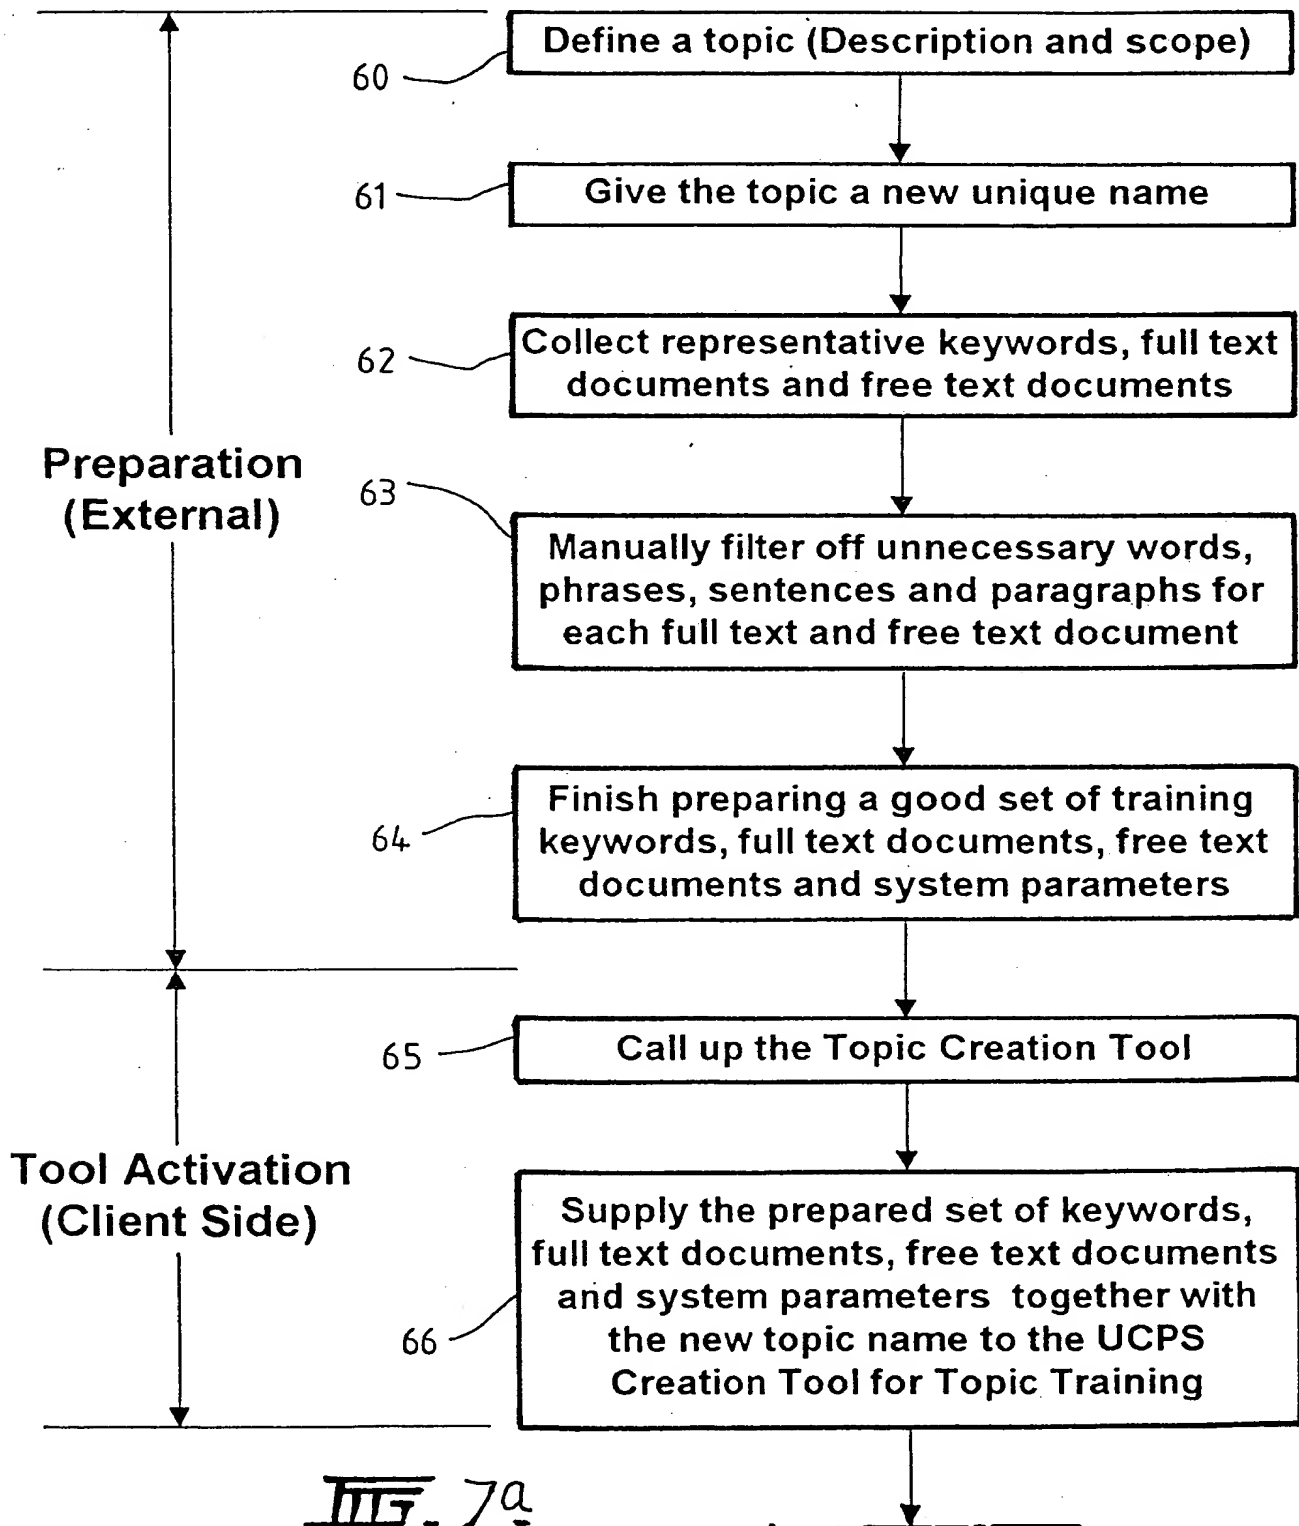 Define a topic (Description and scope)
60
Give the topic a new unique name
61
Collect representative keywords, full text
documents and free text documents
62
Preparation
(External)
63
Manually filter off unnecessary words,
phrases, sentences and paragraphs for
each full text and free text document
Finish preparing a good set of training
keywords, full text documents, free text
documents and system parameters
64
Call up the Topic Creation Tool
65
Tool Activation
(Client Side)
Supply the prepared set of keywords,
full text documents, free text documents
and system parameters together with
the new topic name to the UCPS
Creation Tool for Topic Training
66
FIG. 7a